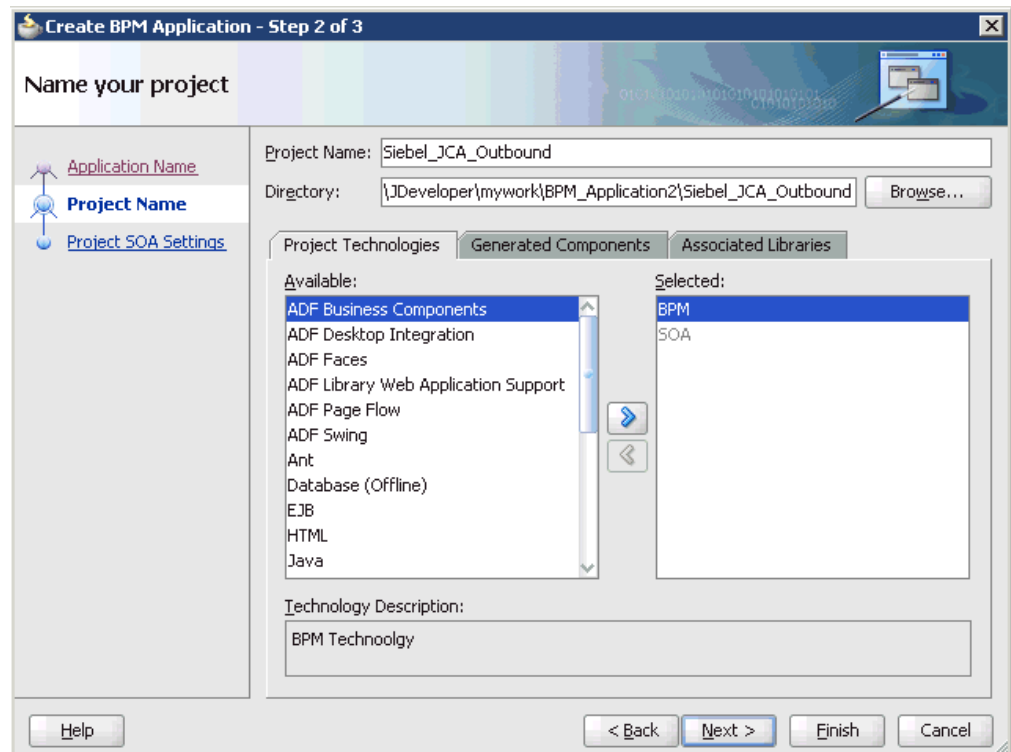 Create BPM Application - Step 2 of 3
Name your project
Application Name
Project Name
Project SOA Settings
Project Name: Siebel_JCA_Outbound
Directory: \JDeveloper\mywork\BPM_Application2\Siebel_JCA_Outbound Browse...
Project Technologies Generated Components Associated Libraries
Available: Selected:
ADF Business Components BPM
ADF Desktop Integration SOA
ADF Faces
ADF Library Web Application Support
ADF Page Flow
ADF Swing
Ant
Database (Offline)
EJB
HTML
Java
Technology Description:
BPM Technoolgy
Help < Back Next > Finish Cancel